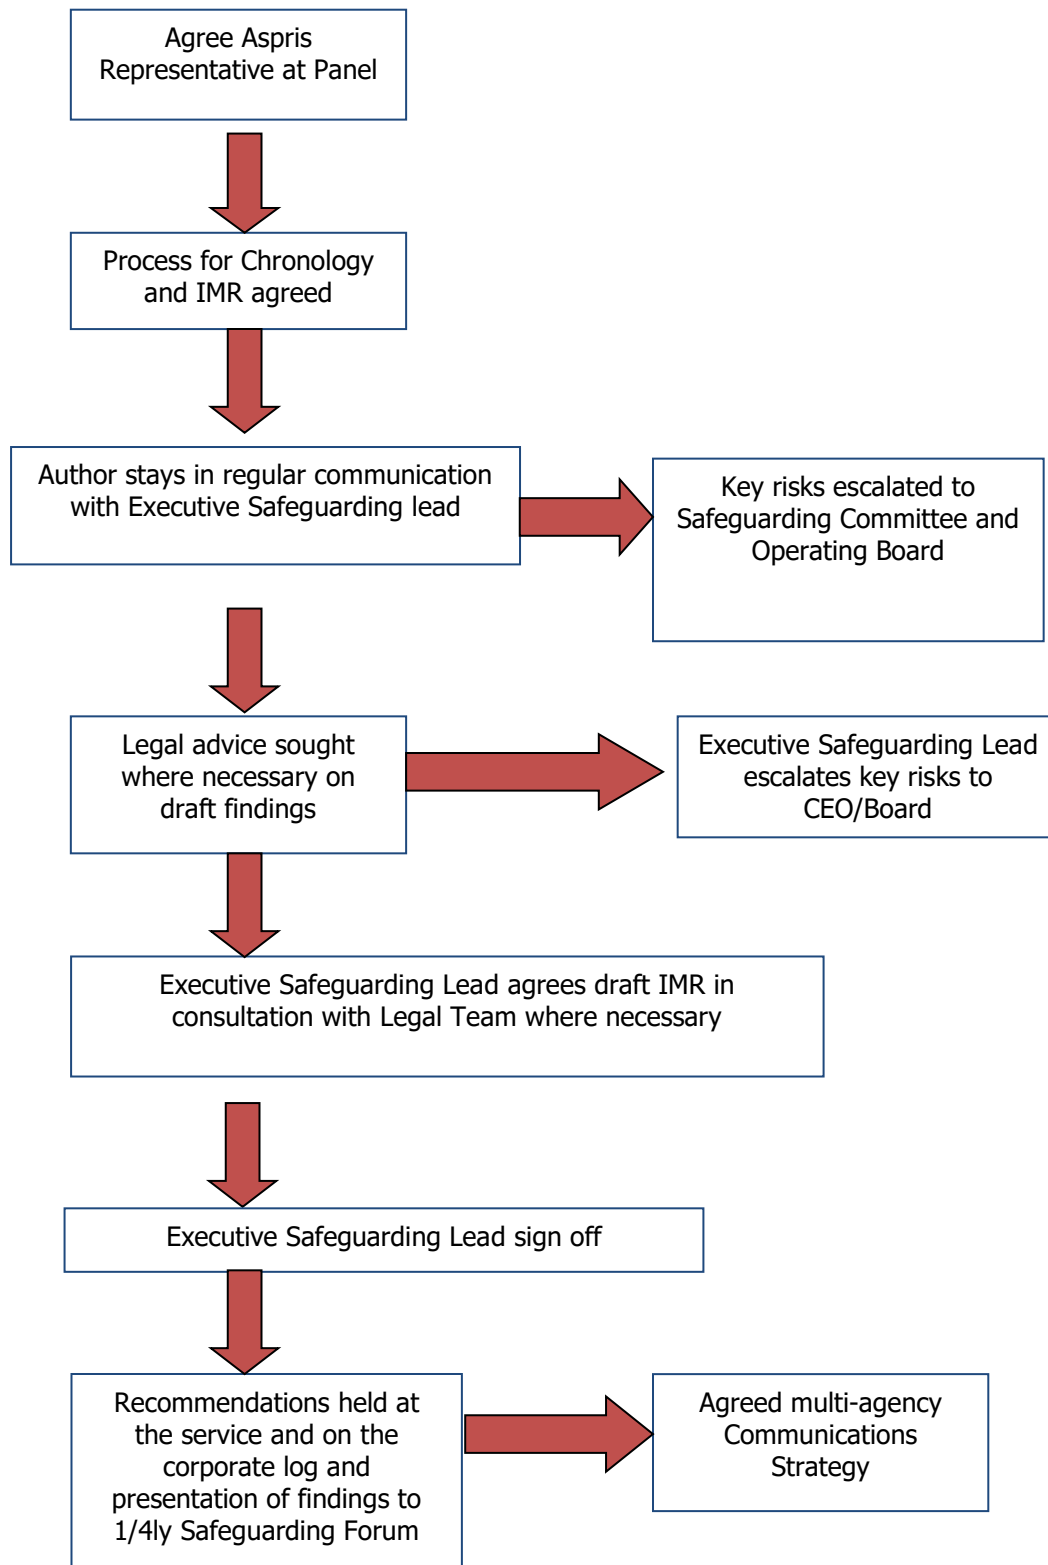 Agree Aspris
Representative at Panel
Process for Chronology
and IMR agreed
Author stays in regular communication
with Executive Safeguarding lead
Key risks escalated to
Safeguarding Committee and
Operating Board
Legal advice sought
where necessary on
draft findings
Executive Safeguarding Lead
escalates key risks to
CEO/Board
Executive Safeguarding Lead agrees draft IMR in
consultation with Legal Team where necessary
Executive Safeguarding Lead sign off
Recommendations held at
the service and on the
corporate log and
presentation of findings to
1/4ly Safeguarding Forum
Agreed multi-agency
Communications
Strategy